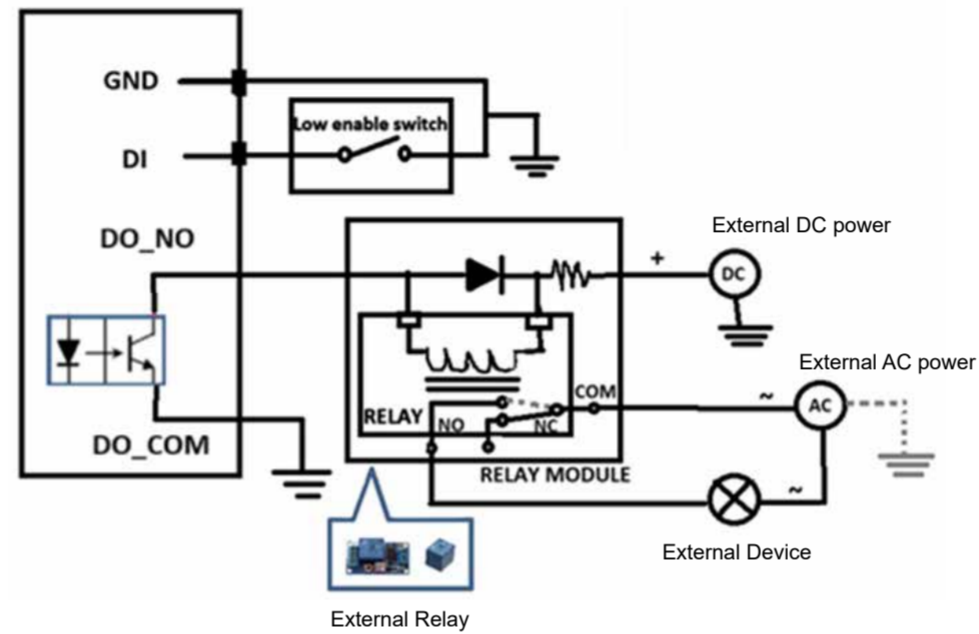 GND
Low enable switch
DI
DO_NO
External DC power
+
DC
External AC power
COM
~
AC
RELAY
NO
NC
DO_COM
RELAY MODULE
~
External Device
External Relay